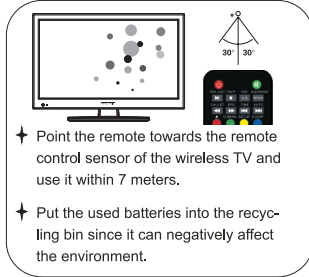 30° 30°
Point the remote towards the remote
control sensor of the wireless TV and
use it within 7 meters.
Put the used batteries into the recyc-
ling bin since it can negatively affect
the environment.